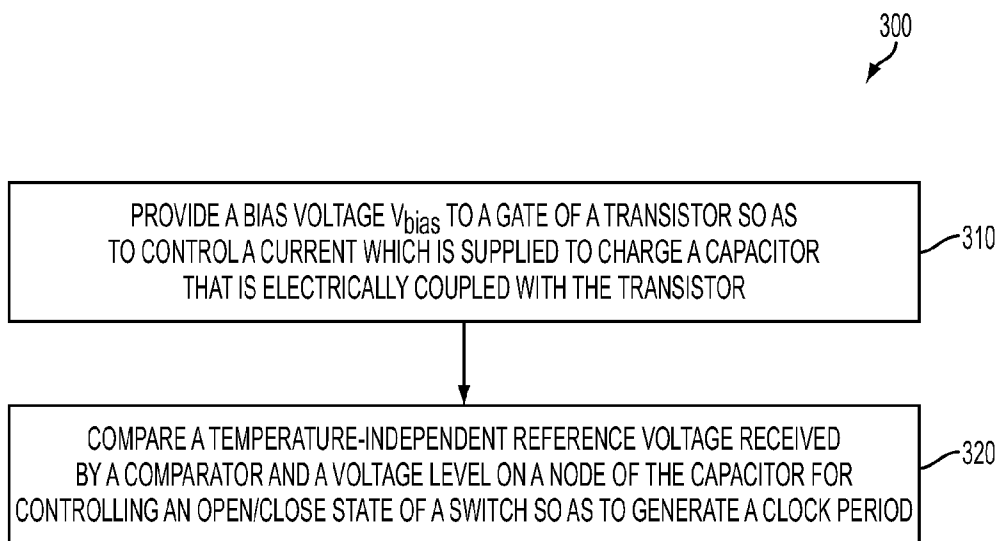 300
PROVIDE A BIAS VOLTAGE Vbias TO A GATE OF A TRANSISTOR SO AS
TO CONTROL A CURRENT WHICH IS SUPPLIED TO CHARGE A CAPACITOR
THAT IS ELECTRICALLY COUPLED WITH THE TRANSISTOR
310
COMPARE A TEMPERATURE-INDEPENDENT REFERENCE VOLTAGE RECEIVED
BY A COMPARATOR AND A VOLTAGE LEVEL ON A NODE OF THE CAPACITOR FOR
CONTROLLING AN OPEN/CLOSE STATE OF A SWITCH SO AS TO GENERATE A CLOCK PERIOD
320